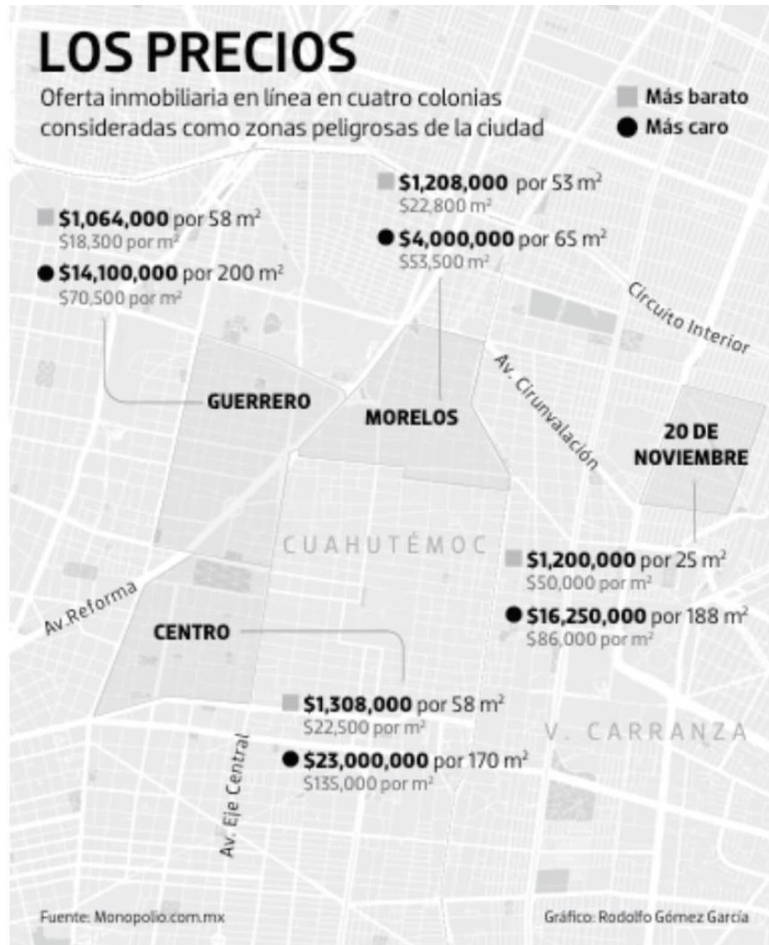 LOS PRECIOS
Oferta inmobiliaria en línea en cuatro colonias
consideradas como zonas peligrosas de la ciudad
Más barato
Más caro
$1,064,000 por 58 m²
$18,300 por m²
$14,100,000 por 200 m²
$70,500 por m²
$1,208,000 por 53 m²
$22,800 m²
$4,000,000 por 65 m²
$53,500 m²
Circuito Interior
Av. Cirunvalación
GUERRERO
MORELOS
20 DE
NOVIEMBRE
CUAHUTÉMOC
$1,200,000 por 25 m²
$50,000 por m²
$16,250,000 por 188 m²
$86,000 por m²
Av.Reforma
CENTRO
$1,308,000 por 58 m²
$22,500 por m²
$23,000,000 por 170 m²
$135,000 por m²
V. CARRANZA
Av. Eje Central
Fuente: Monopolio.com.mx
Gráfico: Rodolfo Gómez García